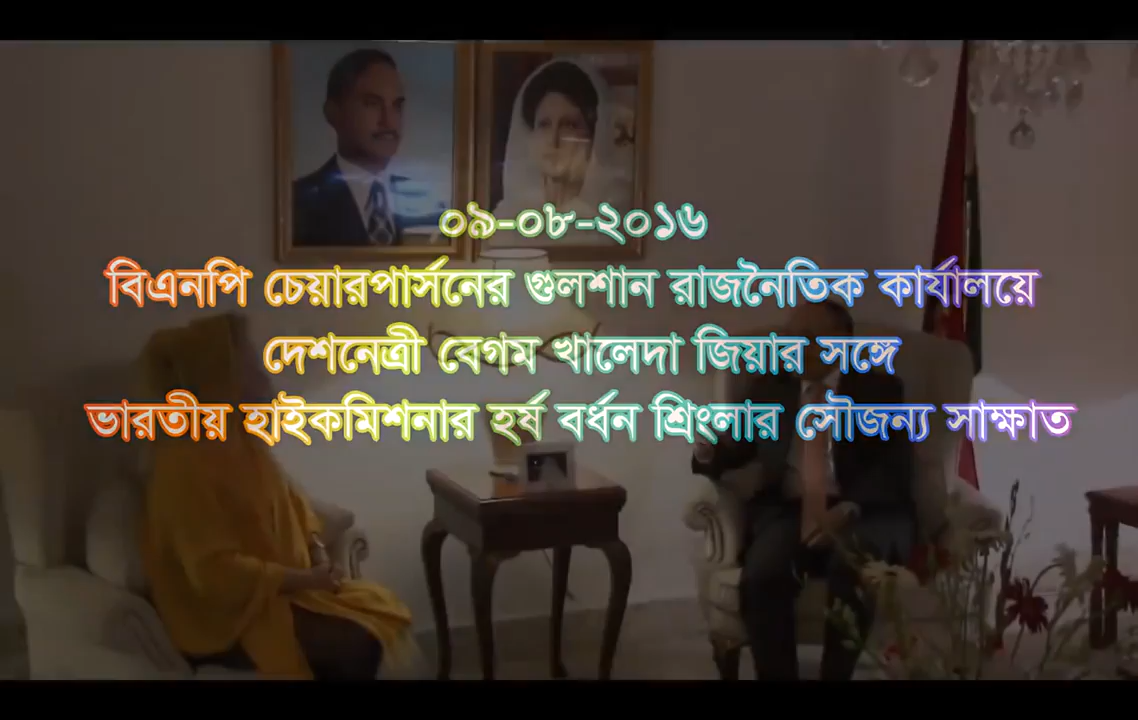 ০৯-০৮-২০১৬
বিএনপি চেয়ারপার্সনের গুলশান রাজনৈতিক কার্যালয়ে
দেশনেত্রী বেগম খালেদা জিয়ার সঙ্গে
ভারতীয় হাইকমিশনার হর্ষ বর্ধন শ্রিংলার সৌজন্য সাক্ষাত